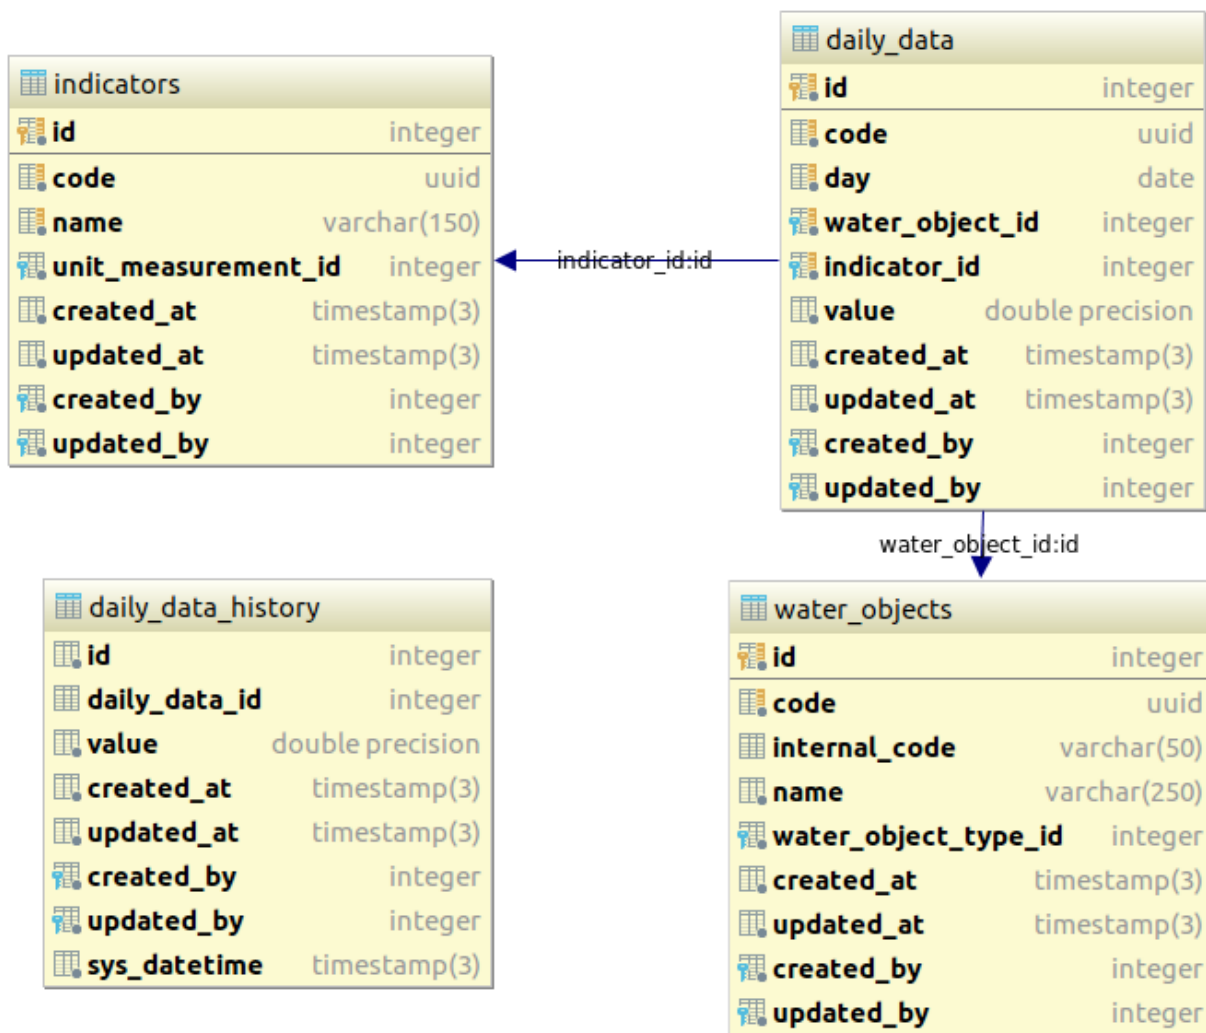 indicators
id integer
code uuid
name varchar(150)
unit_measurement_id integer
created_at timestamp(3)
updated_at timestamp(3)
created_by integer
updated_by integer
indicator_id:id
daily_data
id integer
code uuid
day date
water_object_id integer
indicator_id integer
value double precision
created_at timestamp(3)
updated_at timestamp(3)
created_by integer
updated_by integer
water_object_id:id
daily_data_history
id integer
daily_data_id integer
value double precision
created_at timestamp(3)
updated_at timestamp(3)
created_by integer
updated_by integer
sys_datetime timestamp(3)
water_objects
id integer
code uuid
internal_code varchar(50)
name varchar(250)
water_object_type_id integer
created_at timestamp(3)
updated_at timestamp(3)
created_by integer
updated_by integer